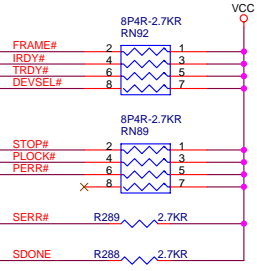 VCC
8P4R-2.7KR
RN92
FRAME# 2 1
IRDY# 4 3
TRDY# 6 5
DEVSEL# 8 7
8P4R-2.7KR
RN89
STOP# 2 1
PLOCK# 4 3
PERR# 6 5
8 7
SERR# R289 2.7KR
SDONE R288 2.7KR